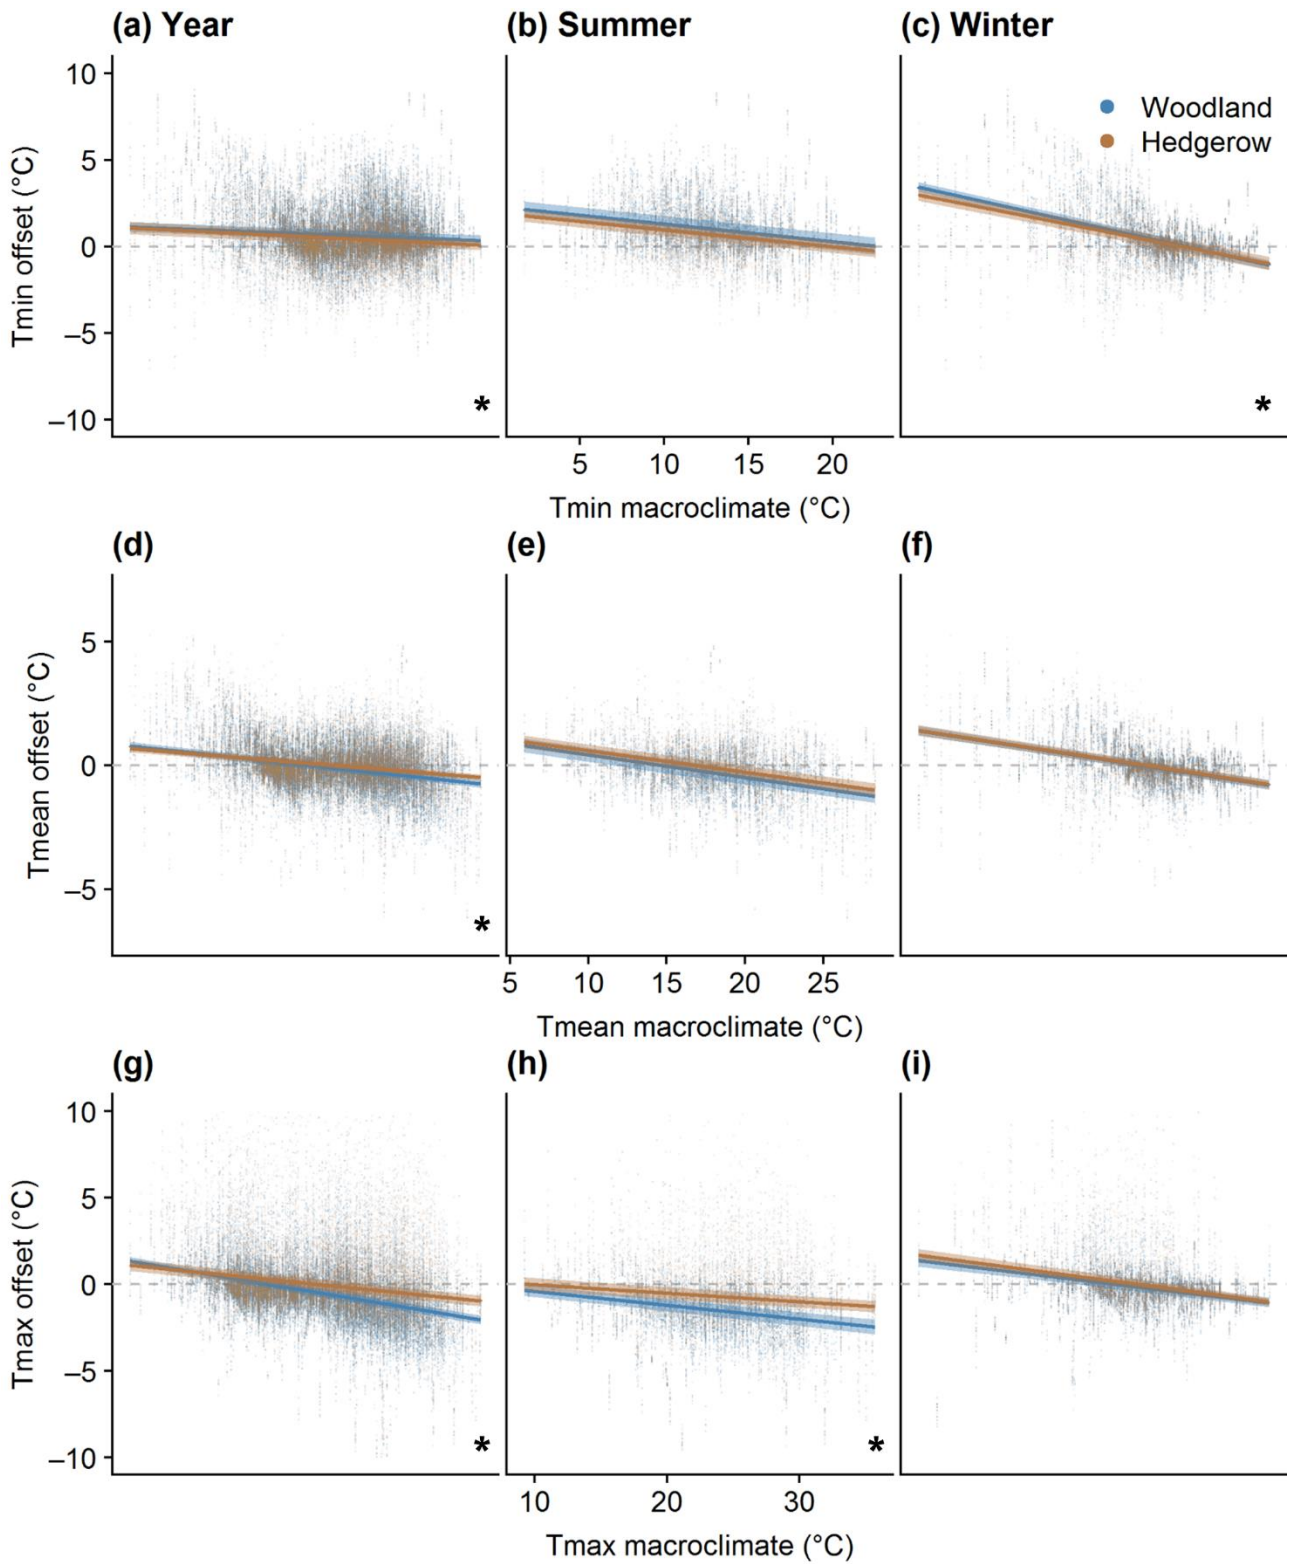 (a) Year
(b) Summer
(c) Winter
10
5
0
–5
–10
Tmin offset (°C)
Woodland
Hedgerow
*
*
5 10 15 20
Tmin macroclimate (°C)
(d)
(e)
(f)
5
0
–5
Tmean offset (°C)
*
5 10 15 20 25
Tmean macroclimate (°C)
(g)
(h)
(i)
10
5
0
–5
–10
Tmax offset (°C)
*
*
10 20 30
Tmax macroclimate (°C)